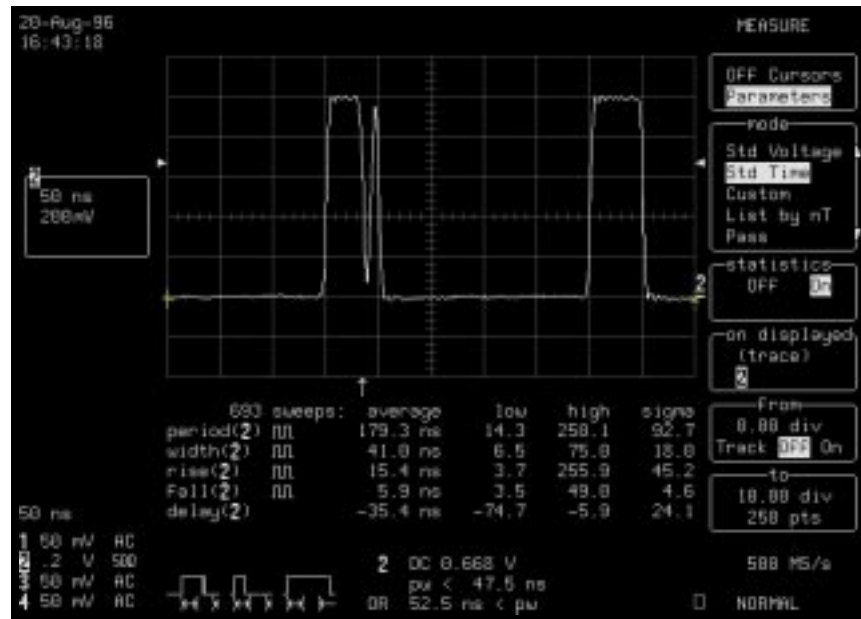 20-Aug-96
16:43:18
MEASURE
OFF Cursors
Parameters
mode
Std Voltage
Std Time
Custom
List by nT
Pass
2
50 ns
200mV
statistics
OFF On
2
on displayed
(trace)
2
693 sweeps: average low high sigma
period(2) 179.3 ns 14.3 258.1 92.7
width(2) 41.0 ns 6.5 75.0 18.0
rise(2) 15.4 ns 3.7 255.9 45.2
fall(2) 5.9 ns 3.5 49.0 4.6
delay(2) -35.4 ns -74.7 -5.9 24.1
From
0.00 div
Track OFF On
to
10.00 div
250 pts
50 ns
1 50 mV AC
2 .2 V 50Ω
3 50 mV AC
4 50 mV AC
2 DC 0.668 V
pw < 47.5 ns
OR 52.5 ns < pw
500 MS/s
NORMAL